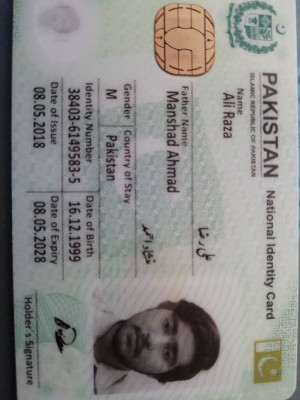 PAKISTAN National Identity Card
ISLAMIC REPUBLIC OF PAKISTAN
Name
Ali Raza
علی رضا
Father Name
Manshad Ahmad
منشاد احمد
Gender Country of Stay
M Pakistan
Identity Number Date of Birth
38403-6149583-5 16.12.1999
Date of Issue Date of Expiry
08.05.2018 08.05.2028
Holder's Signature